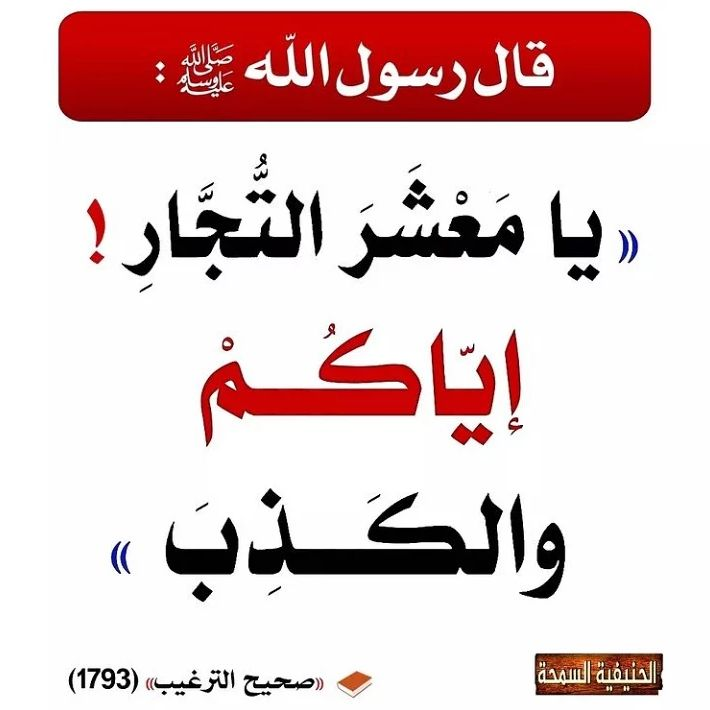 قال رسول الله ﷺ :
« يا مَعْشَرَ التُّجَّارِ !
إيّاكُمْ
والكَذِبَ »
«صحيح الترغيب» (1793)
الحنيفية السمحة